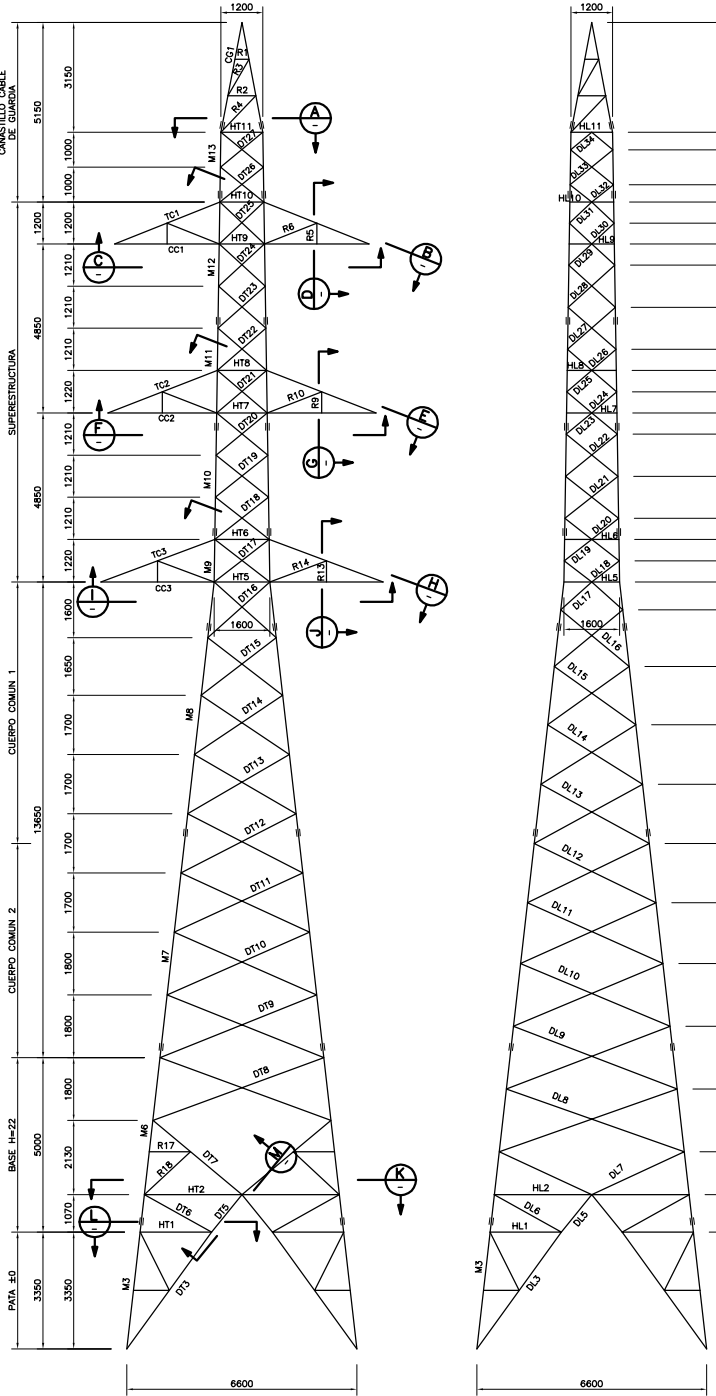 1200
1200
CANASTILLO CABLE
DE GUARDIA
5150
3150
1000
1000
CG1
R1
R3
R2
R4
HT11
A
-
M13
DT27
DT26
HT10
HL11
DL34
DL33
DL32
HL10
SUPERESTRUCTURA
1200
1200
TC1
CC1
DT25
HT9
R6
R5
C
-
B
-
D
-
DL31
DL30
HL9
4850
1210
1210
1210
1220
M12
DT24
DT23
DT22
M11
HT8
DT21
DL29
DL28
DL27
DL26
HL8
DL25
DL24
TC2
CC2
HT7
R10
R9
F
-
E
-
G
-
HL7
4850
1210
1210
1210
1220
DT20
DT19
M10
DT18
HT6
DT17
DL23
DL22
DL21
DL20
HL6
DL19
DL18
TC3
CC3
M9
HT5
R14
R13
I
-
H
-
J
-
HL5
CUERPO COMUN 1
13650
1600
1650
1700
1700
1700
1700
1800
1800
1800
DT16
1600
DT15
M8
DT14
DT13
DT12
DL17
1600
DL16
DL15
DL14
DL13
DL12
CUERPO COMUN 2
DT11
M7
DT10
DT9
DL11
DL10
DL9
BASE H=22
5000
2130
1070
DT8
M6
R17
DT7
R18
M
-
HT2
K
-
L
-
DT6
DT5
HT1
DL8
DL7
HL2
DL6
DL5
HL1
PATA ±0
3350
3350
M3
DT3
M3
DL3
6600
6600